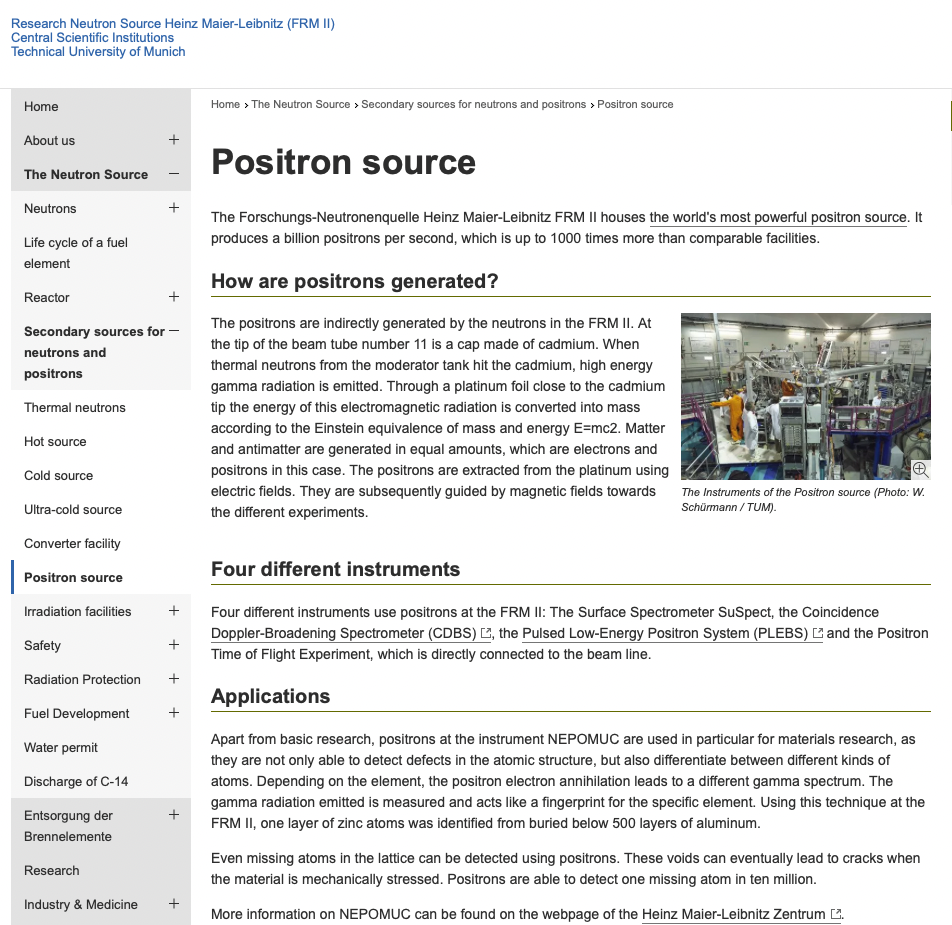 Research Neutron Source Heinz Maier-Leibnitz (FRM II)
Central Scientific Institutions
Technical University of Munich
Home
About us
The Neutron Source
Neutrons
Life cycle of a fuel
element
Reactor
Secondary sources for
neutrons and
positrons
Thermal neutrons
Hot source
Cold source
Ultra-cold source
Converter facility
Positron source
Irradiation facilities
Safety
Radiation Protection
Fuel Development
Water permit
Discharge of C-14
Entsorgung der
Brennelemente
Research
Industry & Medicine
Home › The Neutron Source › Secondary sources for neutrons and positrons › Positron source
Positron source
The Forschungs-Neutronenquelle Heinz Maier-Leibnitz FRM II houses the world's most powerful positron source. It
produces a billion positrons per second, which is up to 1000 times more than comparable facilities.
How are positrons generated?
The positrons are indirectly generated by the neutrons in the FRM II. At
the tip of the beam tube number 11 is a cap made of cadmium. When
thermal neutrons from the moderator tank hit the cadmium, high energy
gamma radiation is emitted. Through a platinum foil close to the cadmium
tip the energy of this electromagnetic radiation is converted into mass
according to the Einstein equivalence of mass and energy E=mc2. Matter
and antimatter are generated in equal amounts, which are electrons and
positrons in this case. The positrons are extracted from the platinum using
electric fields. They are subsequently guided by magnetic fields towards
the different experiments.
The Instruments of the Positron source (Photo: W.
Schürmann / TUM).
Four different instruments
Four different instruments use positrons at the FRM II: The Surface Spectrometer SuSpect, the Coincidence
Doppler-Broadening Spectrometer (CDBS), the Pulsed Low-Energy Positron System (PLEBS) and the Positron
Time of Flight Experiment, which is directly connected to the beam line.
Applications
Apart from basic research, positrons at the instrument NEPOMUC are used in particular for materials research, as
they are not only able to detect defects in the atomic structure, but also differentiate between different kinds of
atoms. Depending on the element, the positron electron annihilation leads to a different gamma spectrum. The
gamma radiation emitted is measured and acts like a fingerprint for the specific element. Using this technique at the
FRM II, one layer of zinc atoms was identified from buried below 500 layers of aluminum.
Even missing atoms in the lattice can be detected using positrons. These voids can eventually lead to cracks when
the material is mechanically stressed. Positrons are able to detect one missing atom in ten million.
More information on NEPOMUC can be found on the webpage of the Heinz Maier-Leibnitz Zentrum.